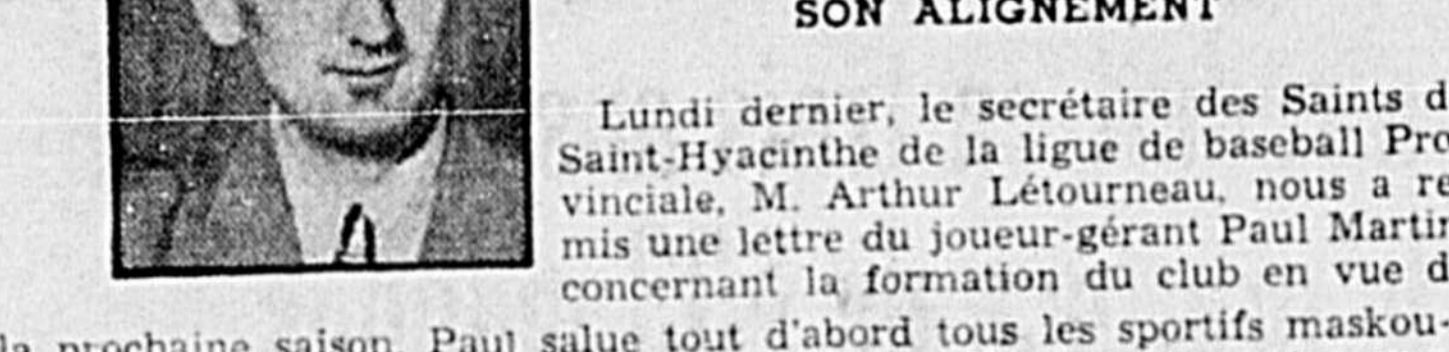 SON ALIGNEMENT
Lundi dernier, le secrétaire des Saints d
Saint-Hyacinthe de la ligue de baseball Pro
vinciale, M. Arthur Létourneau, nous a re
mis une lettre du joueur-gérant Paul Martin
concernant la formation du club en vue d
la prochaine saison. Paul salue tout d'abord tous les sportifs maskou-